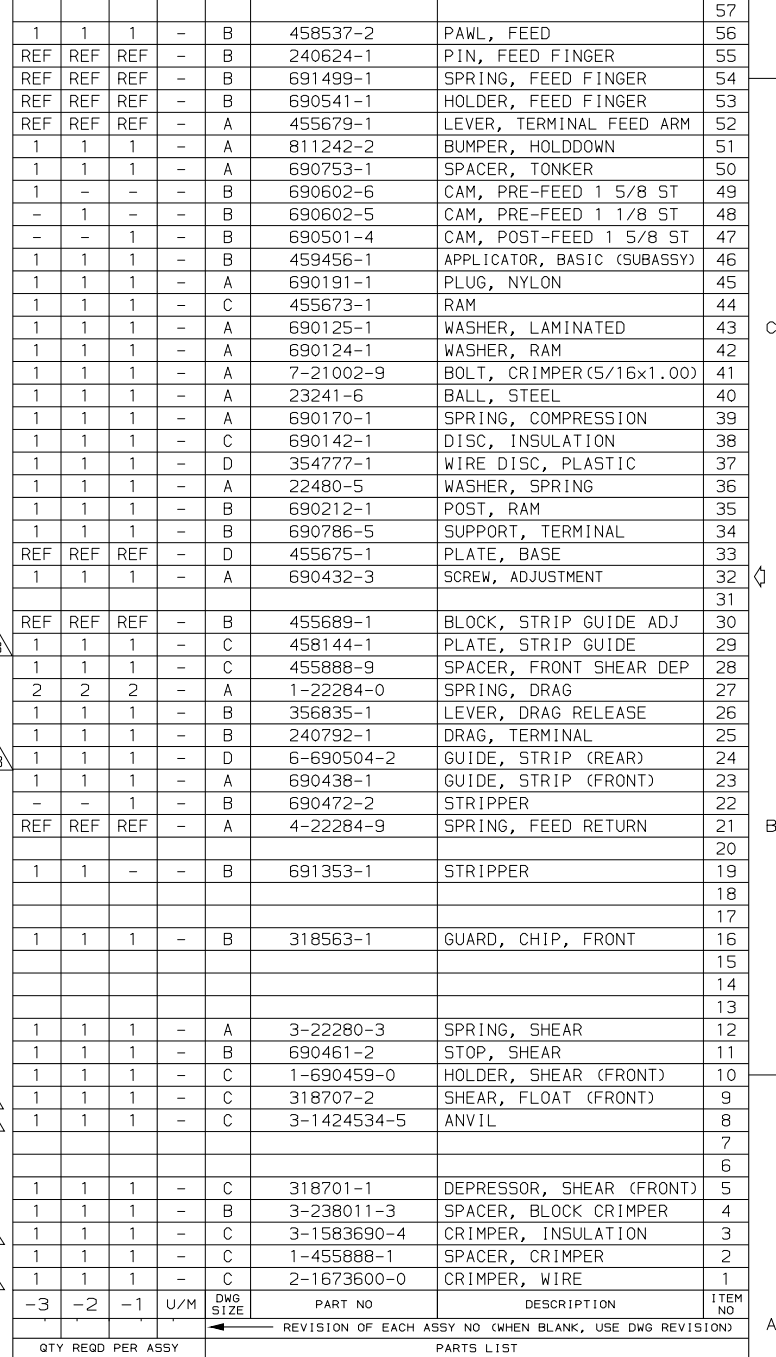 57
1 1 1 - B 458537-2 PAWL, FEED 56
REF REF REF - B 240624-1 PIN, FEED FINGER 55
REF REF REF - B 691499-1 SPRING, FEED FINGER 54
REF REF REF - B 690541-1 HOLDER, FEED FINGER 53
REF REF REF - A 455679-1 LEVER, TERMINAL FEED ARM 52
1 1 1 - A 811242-2 BUMPER, HOLDDOWN 51
1 1 1 - A 690753-1 SPACER, TONKER 50
1 - - - B 690602-6 CAM, PRE-FEED 1 5/8 ST 49
- 1 - - B 690602-5 CAM, PRE-FEED 1 1/8 ST 48
- - 1 - B 690501-4 CAM, POST-FEED 1 5/8 ST 47
1 1 1 - B 459456-1 APPLICATOR, BASIC (SUBASSY) 46
1 1 1 - A 690191-1 PLUG, NYLON 45
1 1 1 - C 455673-1 RAM 44
1 1 1 - A 690125-1 WASHER, LAMINATED 43 C
1 1 1 - A 690124-1 WASHER, RAM 42
1 1 1 - A 7-21002-9 BOLT, CRIMPER(5/16x1.00) 41
1 1 1 - A 23241-6 BALL, STEEL 40
1 1 1 - A 690170-1 SPRING, COMPRESSION 39
1 1 1 - C 690142-1 DISC, INSULATION 38
1 1 1 - D 354777-1 WIRE DISC, PLASTIC 37
1 1 1 - A 22480-5 WASHER, SPRING 36
1 1 1 - B 690212-1 POST, RAM 35
1 1 1 - B 690786-5 SUPPORT, TERMINAL 34
REF REF REF - D 455675-1 PLATE, BASE 33
1 1 1 - A 690432-3 SCREW, ADJUSTMENT 32
31
REF REF REF - B 455689-1 BLOCK, STRIP GUIDE ADJ 30
1 1 1 - C 458144-1 PLATE, STRIP GUIDE 29
1 1 1 - C 455888-9 SPACER, FRONT SHEAR DEP 28
2 2 2 - A 1-22284-0 SPRING, DRAG 27
1 1 1 - B 356835-1 LEVER, DRAG RELEASE 26
1 1 1 - B 240792-1 DRAG, TERMINAL 25
1 1 1 - D 6-690504-2 GUIDE, STRIP (REAR) 24
1 1 1 - A 690438-1 GUIDE, STRIP (FRONT) 23
- - 1 - B 690472-2 STRIPPER 22
REF REF REF - A 4-22284-9 SPRING, FEED RETURN 21 B
20
1 1 - - B 691353-1 STRIPPER 19
18
17
1 1 1 - B 318563-1 GUARD, CHIP, FRONT 16
15
14
13
1 1 1 - A 3-22280-3 SPRING, SHEAR 12
1 1 1 - B 690461-2 STOP, SHEAR 11
1 1 1 - C 1-690459-0 HOLDER, SHEAR (FRONT) 10
1 1 1 - C 318707-2 SHEAR, FLOAT (FRONT) 9
1 1 1 - C 3-1424534-5 ANVIL 8
7
6
1 1 1 - C 318701-1 DEPRESSOR, SHEAR (FRONT) 5
1 1 1 - B 3-238011-3 SPACER, BLOCK CRIMPER 4
1 1 1 - C 3-1583690-4 CRIMPER, INSULATION 3
1 1 1 - C 1-455888-1 SPACER, CRIMPER 2
1 1 1 - C 2-1673600-0 CRIMPER, WIRE 1
-3 -2 -1 U/M DWG SIZE PART NO DESCRIPTION ITEM NO
REVISION OF EACH ASSY NO (WHEN BLANK, USE DWG REVISION) A
QTY REQD PER ASSY PARTS LIST